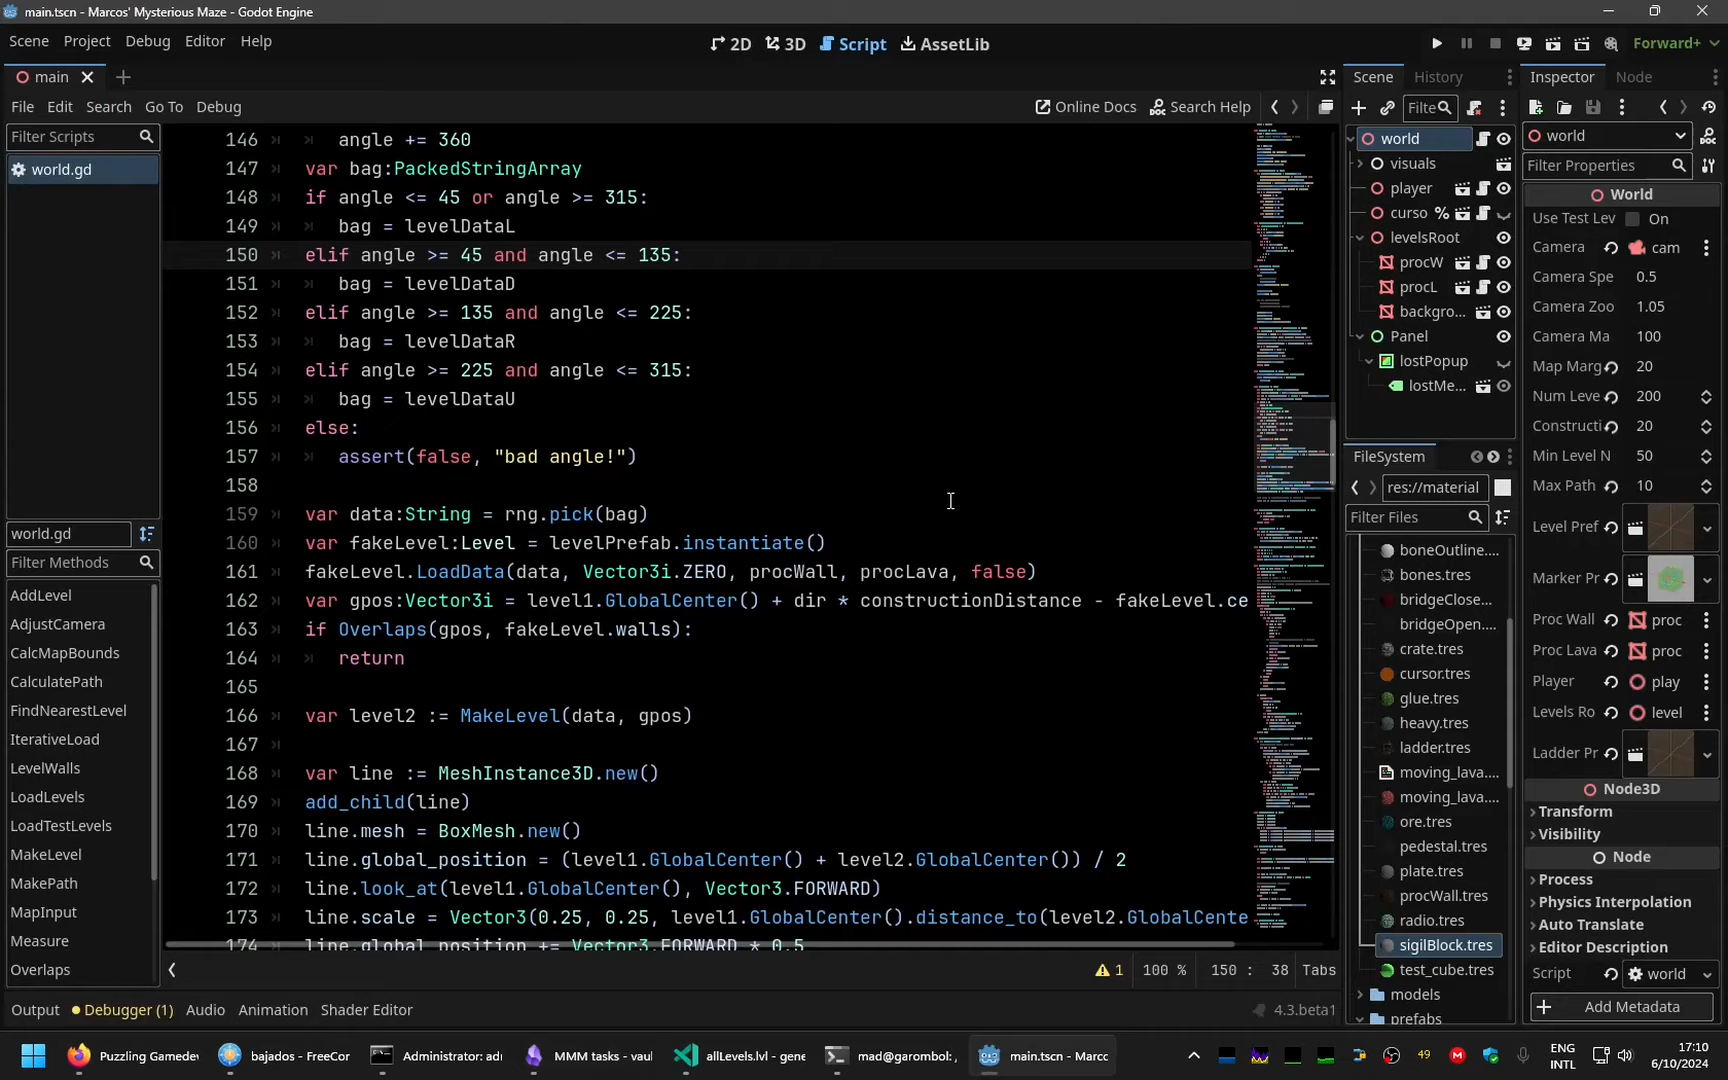 main.tscn - Marcos' Mysterious Maze - Godot Engine
Scene Project Debug Editor Help
2D 3D Script AssetLib
Forward+
main
File Edit Search Go To Debug
Online Docs Search Help
Filter Scripts
world.gd
world.gd
Filter Methods
AddLevel
AdjustCamera
CalcMapBounds
CalculatePath
FindNearestLevel
IterativeLoad
LevelWalls
LoadLevels
LoadTestLevels
MakeLevel
MakePath
MapInput
Measure
Overlaps
146 angle += 360
147 var bag:PackedStringArray
148 if angle <= 45 or angle >= 315:
149 bag = levelDataL
150 elif angle >= 45 and angle <= 135:
151 bag = levelDataD
152 elif angle >= 135 and angle <= 225:
153 bag = levelDataR
154 elif angle >= 225 and angle <= 315:
155 bag = levelDataU
156 else:
157 assert(false, "bad angle!")
158
159 var data:String = rng.pick(bag)
160 var fakeLevel:Level = levelPrefab.instantiate()
161 fakeLevel.LoadData(data, Vector3i.ZERO, procWall, procLava, false)
162 var gpos:Vector3i = level1.GlobalCenter() + dir * constructionDistance - fakeLevel.ce
163 if Overlaps(gpos, fakeLevel.walls):
164 return
165
166 var level2 := MakeLevel(data, gpos)
167
168 var line := MeshInstance3D.new()
169 add_child(line)
170 line.mesh = BoxMesh.new()
171 line.global_position = (level1.GlobalCenter() + level2.GlobalCenter()) / 2
172 line.look_at(level1.GlobalCenter(), Vector3.FORWARD)
173 line.scale = Vector3(0.25, 0.25, level1.GlobalCenter().distance_to(level2.GlobalCente
174 line.global_position += Vector3.FORWARD * 0.5
1 100 % 150 : 38 Tabs
Output Debugger (1) Audio Animation Shader Editor
4.3.beta1
Scene History
Filte
world
visuals
player
curso %
levelsRoot
procW
procL
backgro...
Panel
lostPopup
lostMe...
FileSystem
res://material
Filter Files
boneOutline....
bones.tres
bridgeClose...
bridgeOpen....
crate.tres
cursor.tres
glue.tres
heavy.tres
ladder.tres
moving_lava....
moving_lava....
ore.tres
pedestal.tres
plate.tres
procWall.tres
radio.tres
sigilBlock.tres
test_cube.tres
models
prefabs
Inspector Node
world
Filter Properties
World
Use Test Lev On
Camera cam
Camera Spe 0.5
Camera Zoo 1.05
Camera Ma 100
Map Marg 20
Num Leve 200
Constructi 20
Min Level N 50
Max Path 10
Level Pref
Marker Pr
Proc Wall proc
Proc Lava proc
Player play
Levels Ro level
Ladder Pr
Node3D
Transform
Visibility
Node
Process
Physics Interpolation
Auto Translate
Editor Description
Script world
Add Metadata
Puzzling Gamede
bajados - FreeCor
Administrator: adr
MMM tasks - vaul
allLevels.lvl - gene
mad@garombol: ,
main.tscn - Marcc
49
ENG
INTL
17:10
6/10/2024